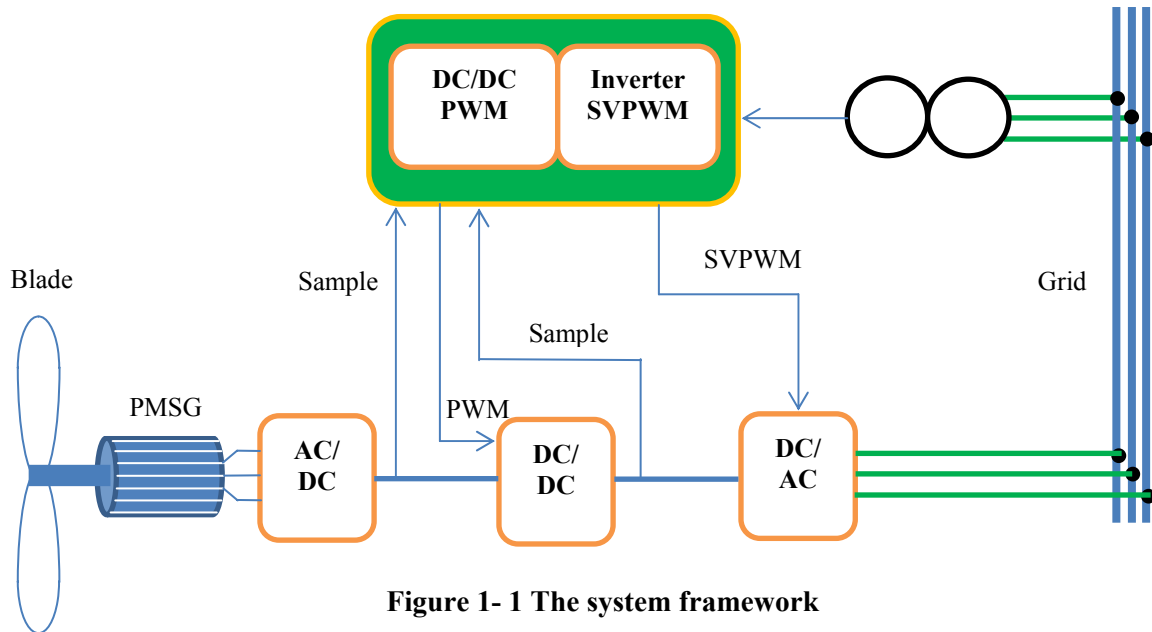 DC/DC
PWM
Inverter
SVPWM
Blade
Sample
SVPWM
Grid
Sample
PMSG
PWM
AC/
DC
DC/
DC
DC/
AC
Figure 1- 1 The system framework